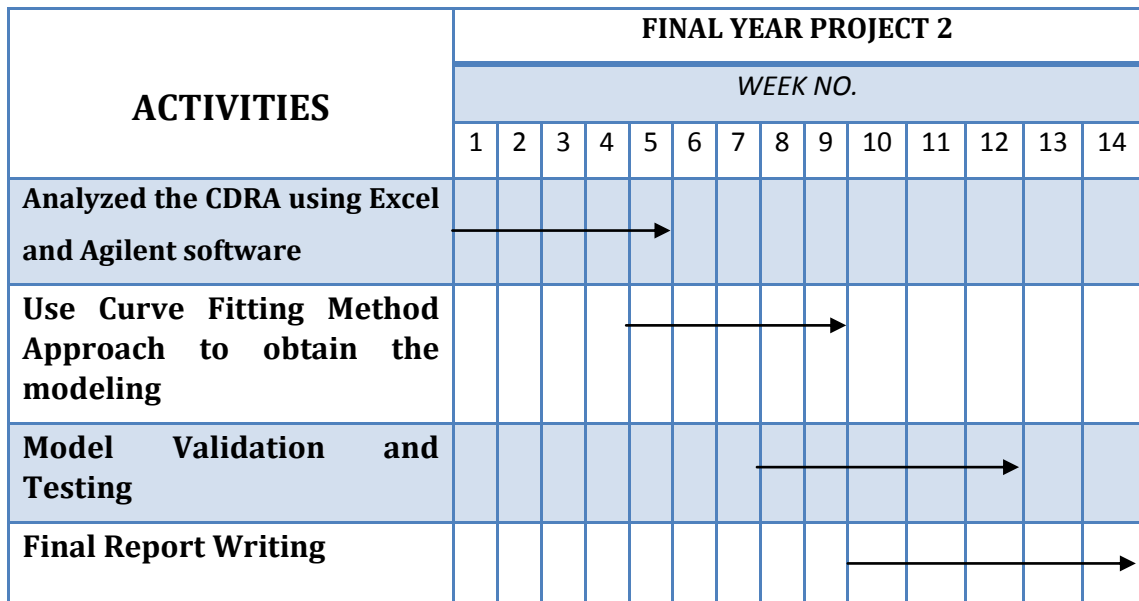 FINAL YEAR PROJECT 2
ACTIVITIES
WEEK NO.
1 2 3 4 5 6 7 8 9 10 11 12 13 14
Analyzed the CDRA using Excel
and Agilent software
Use Curve Fitting Method
Approach to obtain the
modeling
Model Validation and
Testing
Final Report Writing